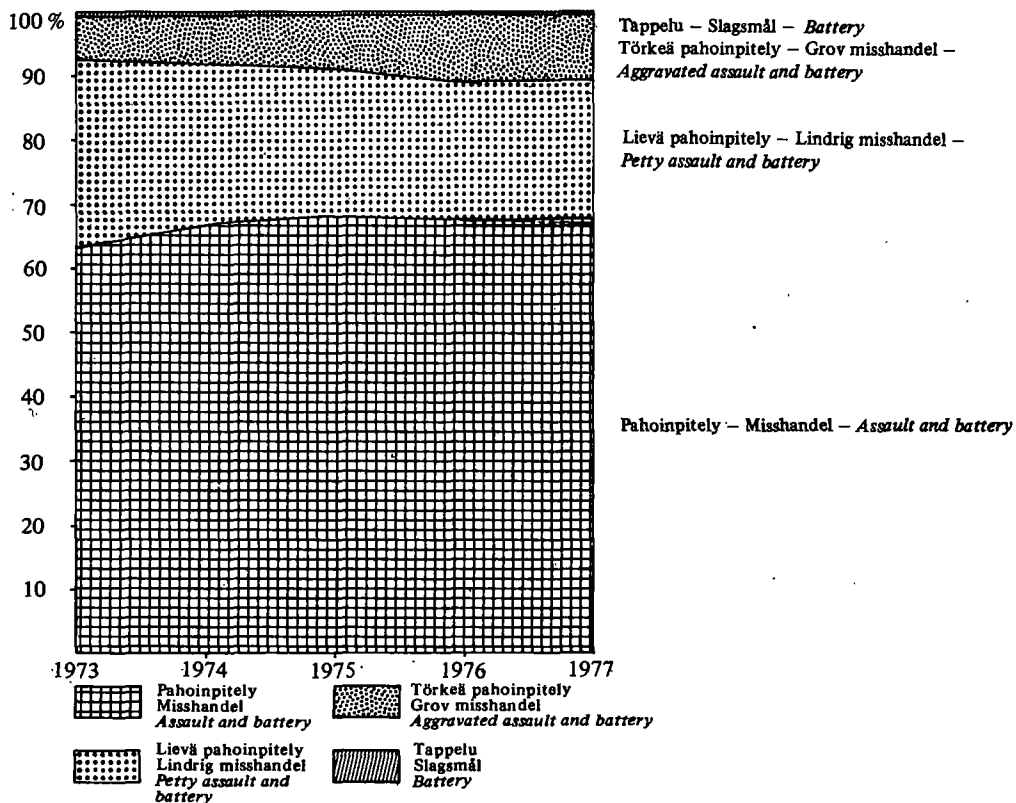 100 %
90
80
70
60
50
40
30
20
10
1973 1974 1975 1976 1977
Tappelu – Slagsmål – Battery
Törkeä pahoinpitely – Grov misshandel –
Aggravated assault and battery
Lievä pahoinpitely – Lindrig misshandel –
Petty assault and battery
Pahoinpitely – Misshandel – Assault and battery
Pahoinpitely
Misshandel
Assault and battery
Törkeä pahoinpitely
Grov misshandel
Aggravated assault and battery
Lievä pahoinpitely
Lindrig misshandel
Petty assault and
battery
Tappelu
Slagsmål
Battery